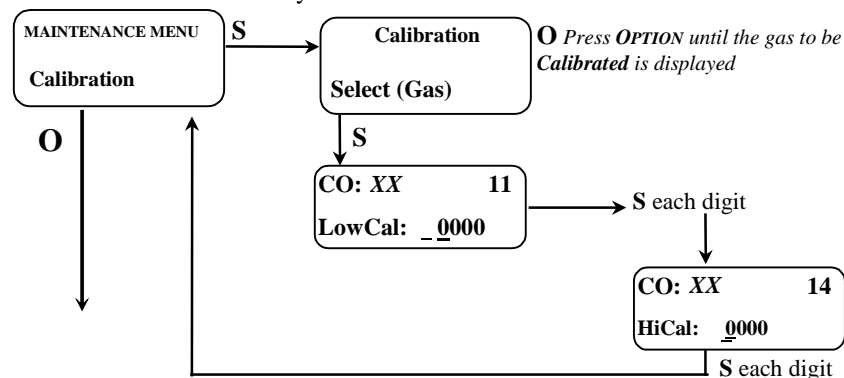 MAINTENANCE MENU
Calibration
S
Calibration
Select (Gas)
O Press OPTION until the gas to be
Calibrated is displayed
O
S
CO: XX 11
LowCal: _ 0000
S each digit
CO: XX 14
HiCal: 0000
S each digit